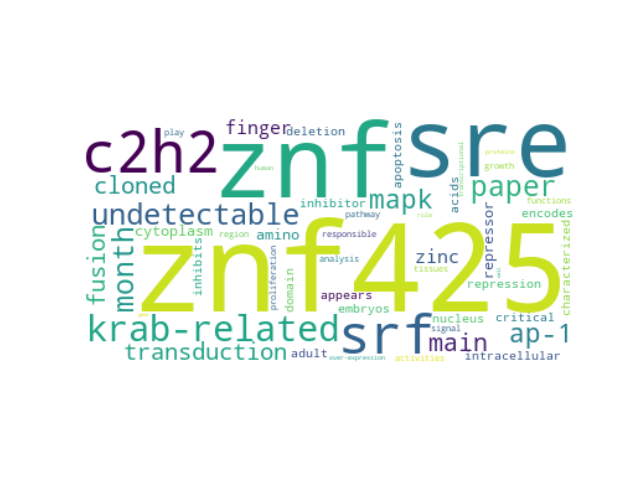 play
finger
deletion
znf
apoptosis
sre
c2h2
human
transcriptional
proteins
growth
cloned
mapk
acids
paper
functions
inhibitor
undetectable
pathway
role
encodes
fusion
month
cytoplasm
region
amino
responsible
repressor
characterized
inhibits
znf425
proliferation
domain
analysis
zinc
tissues
cell
repression
appears
embryos
nucleus
critical
krab-related
srf
signal
main
ap-1
transduction
adult
over-expression
activities
intracellular